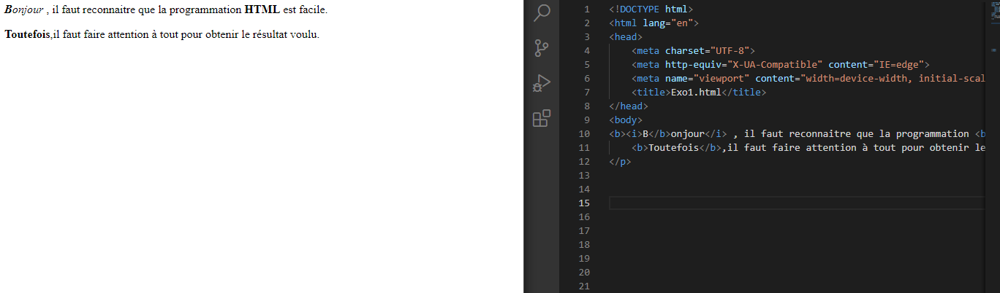 Bonjour , il faut reconnaitre que la programmation HTML est facile.
Toutefois,il faut faire attention à tout pour obtenir le résultat voulu.
1 <!DOCTYPE html>
2 <html lang="en">
3 <head>
4 <meta charset="UTF-8">
5 <meta http-equiv="X-UA-Compatible" content="IE=edge">
6 <meta name="viewport" content="width=device-width, initial-scal
7 <title>Exo1.html</title>
8 </head>
9 <body>
10 <b><i>B</b>onjour</i> , il faut reconnaitre que la programmation <b
11 <b>Toutefois</b>,il faut faire attention à tout pour obtenir le
12 </p>
13
14
15
16
17
18
19
20
21